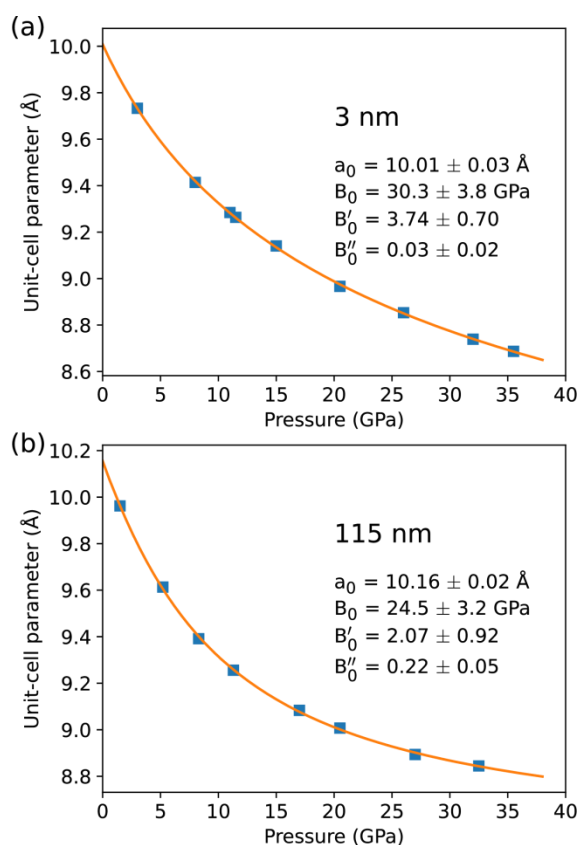 (a)
10.0
9.8
9.6
9.4
9.2
9.0
8.8
8.6
Unit-cell parameter (Å)
3 nm
a₀ = 10.01 ± 0.03 Å
B₀ = 30.3 ± 3.8 GPa
B₀′ = 3.74 ± 0.70
B₀″ = 0.03 ± 0.02
0 5 10 15 20 25 30 35 40
Pressure (GPa)
(b)
10.2
10.0
9.8
9.6
9.4
9.2
9.0
8.8
Unit-cell parameter (Å)
115 nm
a₀ = 10.16 ± 0.02 Å
B₀ = 24.5 ± 3.2 GPa
B₀′ = 2.07 ± 0.92
B₀″ = 0.22 ± 0.05
0 5 10 15 20 25 30 35 40
Pressure (GPa)